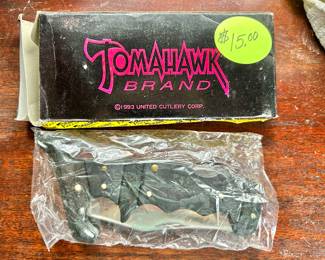 $15.00
TOMAHAWK
BRAND
©1993 UNITED CUTLERY CORP.